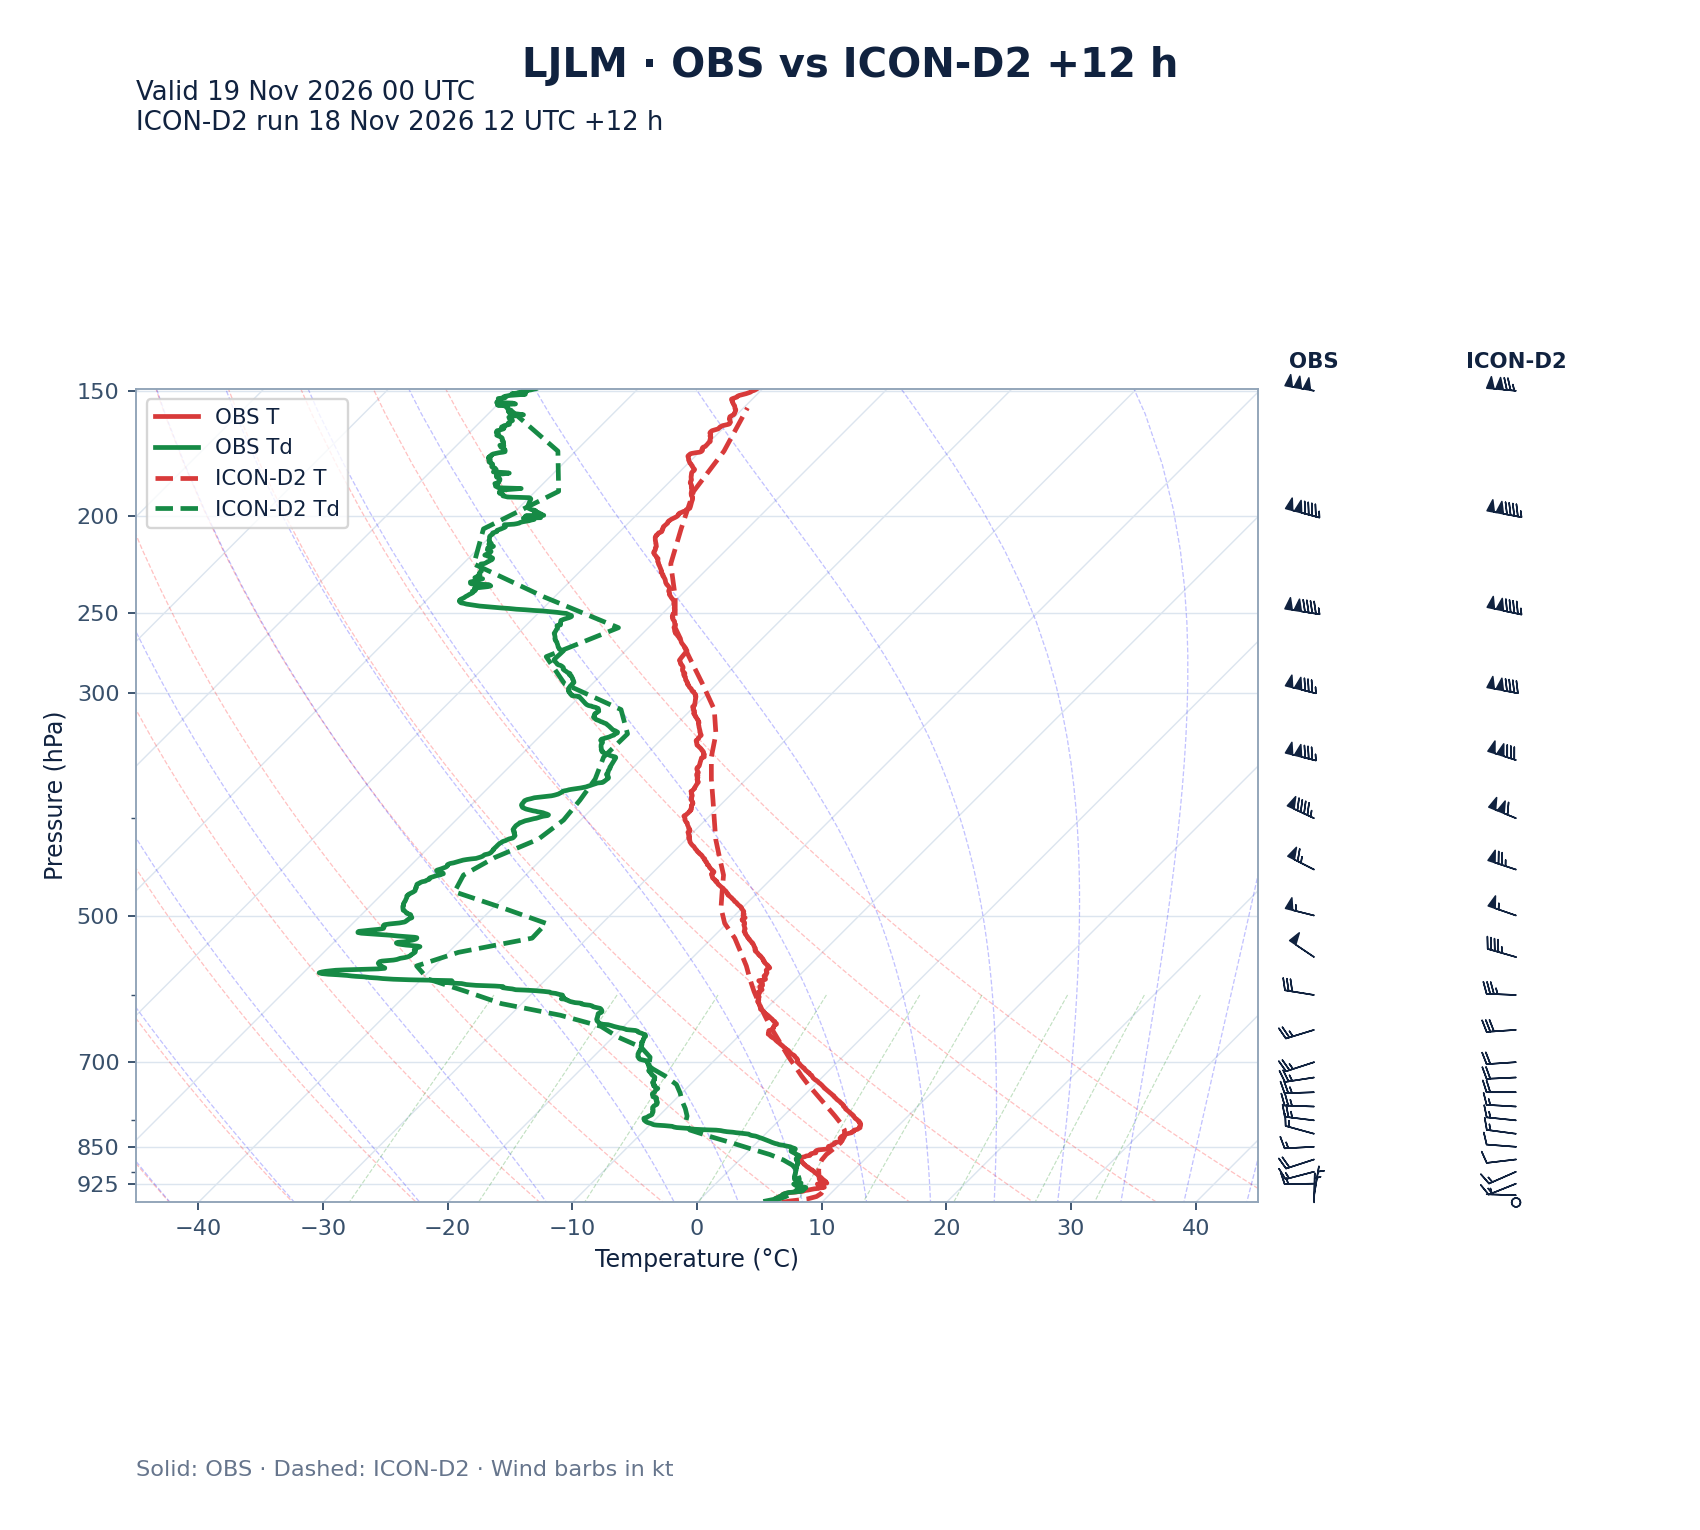 LJLM · OBS vs ICON-D2 +12 h
Valid 19 Nov 2026 00 UTC
ICON-D2 run 18 Nov 2026 12 UTC +12 h
OBS
ICON-D2
OBS T
OBS Td
ICON-D2 T
ICON-D2 Td
Pressure (hPa)
150
200
250
300
500
700
850
925
−40
−30
−20
−10
0
10
20
30
40
Temperature (°C)
Solid: OBS · Dashed: ICON-D2 · Wind barbs in kt